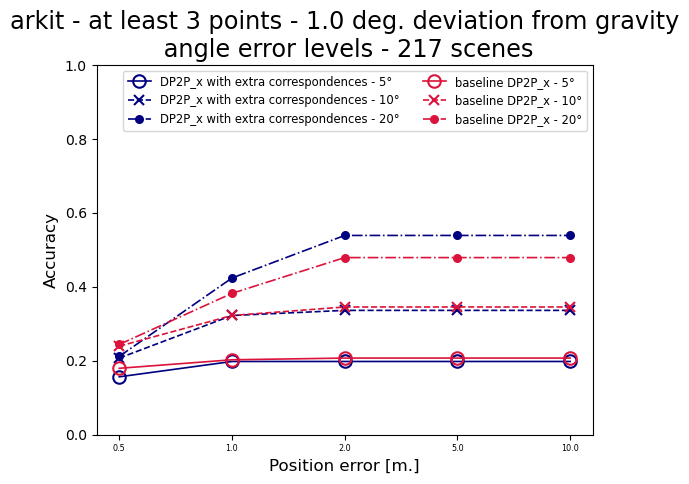 arkit - at least 3 points - 1.0 deg. deviation from gravity
angle error levels - 217 scenes
DP2P_x with extra correspondences - 5°
DP2P_x with extra correspondences - 10°
DP2P_x with extra correspondences - 20°
baseline DP2P_x - 5°
baseline DP2P_x - 10°
baseline DP2P_x - 20°
Accuracy
1.0
0.8
0.6
0.4
0.2
0.0
0.5 1.0 2.0 5.0 10.0
Position error [m.]